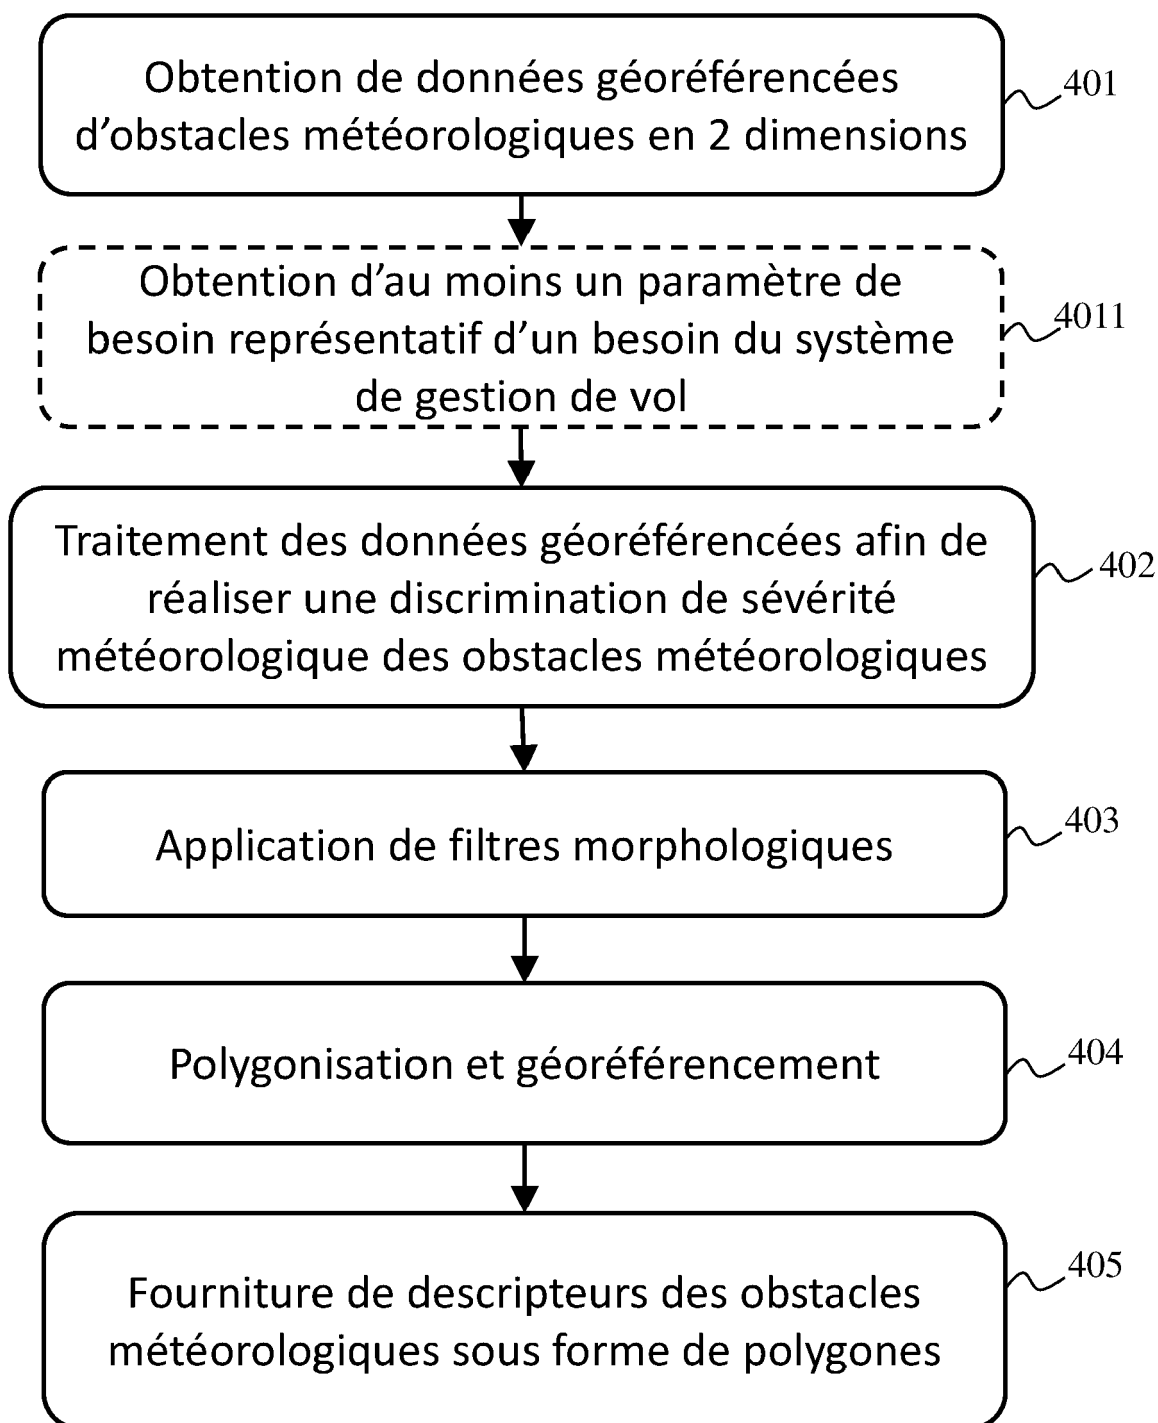 Obtention de données géoréférencées
d'obstacles météorologiques en 2 dimensions
401
Obtention d'au moins un paramètre de
besoin représentatif d'un besoin du système
de gestion de vol
4011
Traitement des données géoréférencées afin de
réaliser une discrimination de sévérité
météorologique des obstacles météorologiques
402
Application de filtres morphologiques
403
Polygonisation et géoréférencement
404
Fourniture de descripteurs des obstacles
météorologiques sous forme de polygones
405